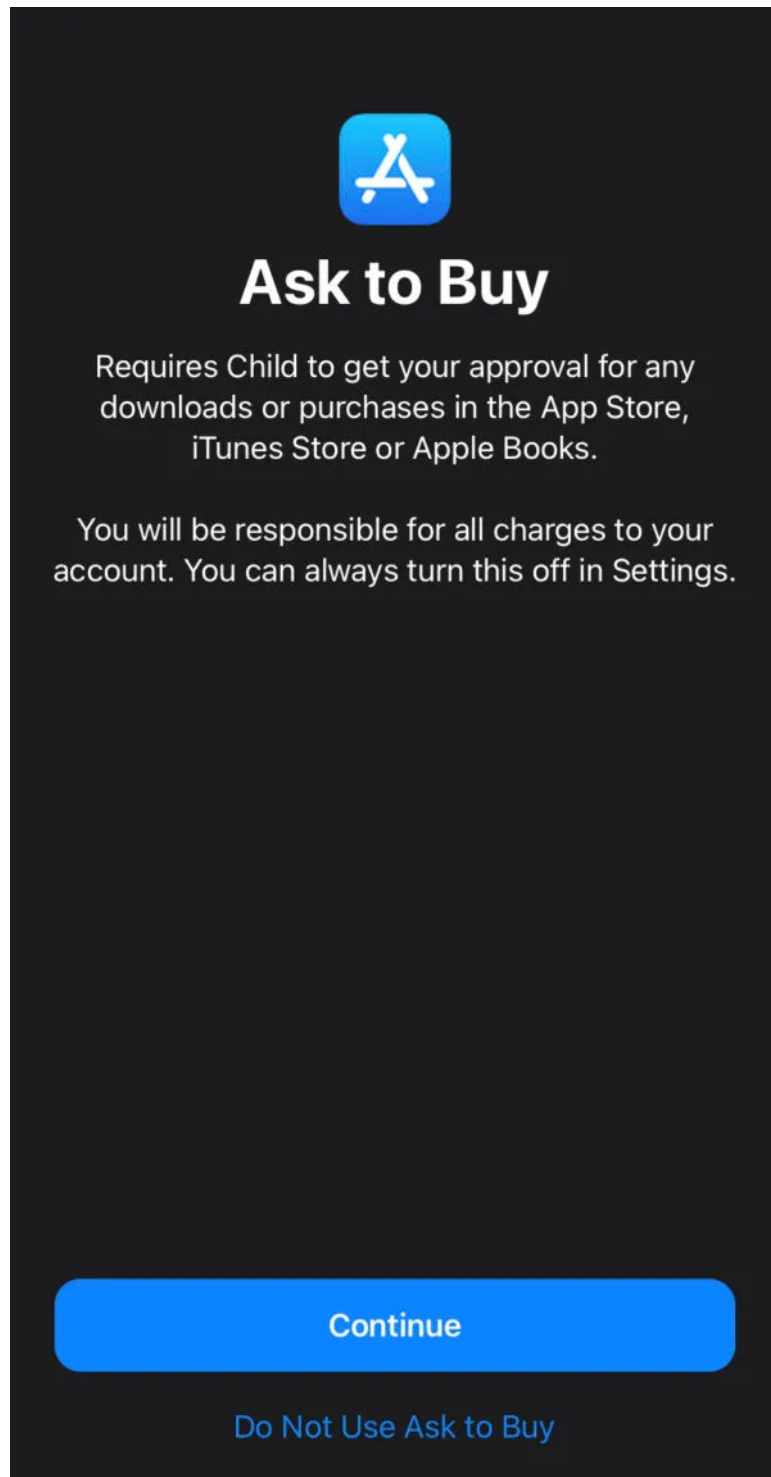 Ask to Buy
Requires Child to get your approval for any
downloads or purchases in the App Store,
iTunes Store or Apple Books.
You will be responsible for all charges to your
account. You can always turn this off in Settings.
Continue
Do Not Use Ask to Buy